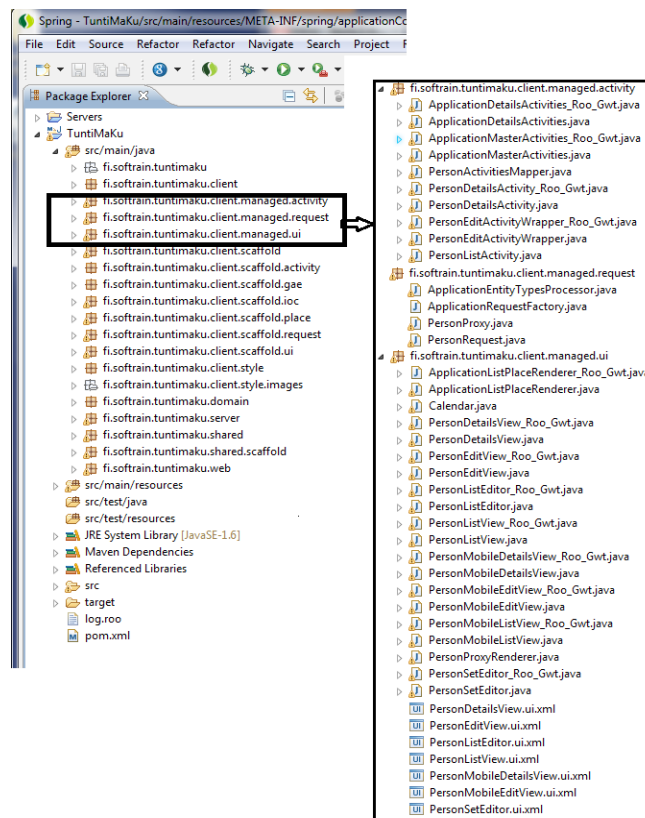 Spring - TuntiMaKu/src/main/resources/META-INF/spring/applicationCo
File Edit Source Refactor Refactor Navigate Search Project
Package Explorer
Servers
TuntiMaKu
src/main/java
fi.softrain.tuntimaku
fi.softrain.tuntimaku.client
fi.softrain.tuntimaku.client.managed.activity
fi.softrain.tuntimaku.client.managed.request
fi.softrain.tuntimaku.client.managed.ui
fi.softrain.tuntimaku.client.scaffold
fi.softrain.tuntimaku.client.scaffold.activity
fi.softrain.tuntimaku.client.scaffold.gae
fi.softrain.tuntimaku.client.scaffold.ioc
fi.softrain.tuntimaku.client.scaffold.place
fi.softrain.tuntimaku.client.scaffold.request
fi.softrain.tuntimaku.client.scaffold.ui
fi.softrain.tuntimaku.client.style
fi.softrain.tuntimaku.client.style.images
fi.softrain.tuntimaku.domain
fi.softrain.tuntimaku.server
fi.softrain.tuntimaku.shared
fi.softrain.tuntimaku.shared.scaffold
fi.softrain.tuntimaku.web
src/main/resources
src/test/java
src/test/resources
JRE System Library [JavaSE-1.6]
Maven Dependencies
Referenced Libraries
src
target
log.roo
pom.xml
fi.softrain.tuntimaku.client.managed.activity
ApplicationDetailsActivities_Roo_Gwt.java
ApplicationDetailsActivities.java
ApplicationMasterActivities_Roo_Gwt.java
ApplicationMasterActivities.java
PersonActivitiesMapper.java
PersonDetailsActivity_Roo_Gwt.java
PersonDetailsActivity.java
PersonEditActivityWrapper_Roo_Gwt.java
PersonEditActivityWrapper.java
PersonListActivity.java
fi.softrain.tuntimaku.client.managed.request
ApplicationEntityTypesProcessor.java
ApplicationRequestFactory.java
PersonProxy.java
PersonRequest.java
fi.softrain.tuntimaku.client.managed.ui
ApplicationListPlaceRenderer_Roo_Gwt.java
ApplicationListPlaceRenderer.java
Calendar.java
PersonDetailsView_Roo_Gwt.java
PersonDetailsView.java
PersonEditView_Roo_Gwt.java
PersonEditView.java
PersonListEditor_Roo_Gwt.java
PersonListEditor.java
PersonListView_Roo_Gwt.java
PersonListView.java
PersonMobileDetailsView_Roo_Gwt.java
PersonMobileDetailsView.java
PersonMobileEditView_Roo_Gwt.java
PersonMobileEditView.java
PersonMobileListView_Roo_Gwt.java
PersonMobileListView.java
PersonProxyRenderer.java
PersonSetEditor_Roo_Gwt.java
PersonSetEditor.java
PersonDetailsView.ui.xml
PersonEditView.ui.xml
PersonListEditor.ui.xml
PersonListView.ui.xml
PersonMobileDetailsView.ui.xml
PersonMobileEditView.ui.xml
PersonSetEditor.ui.xml